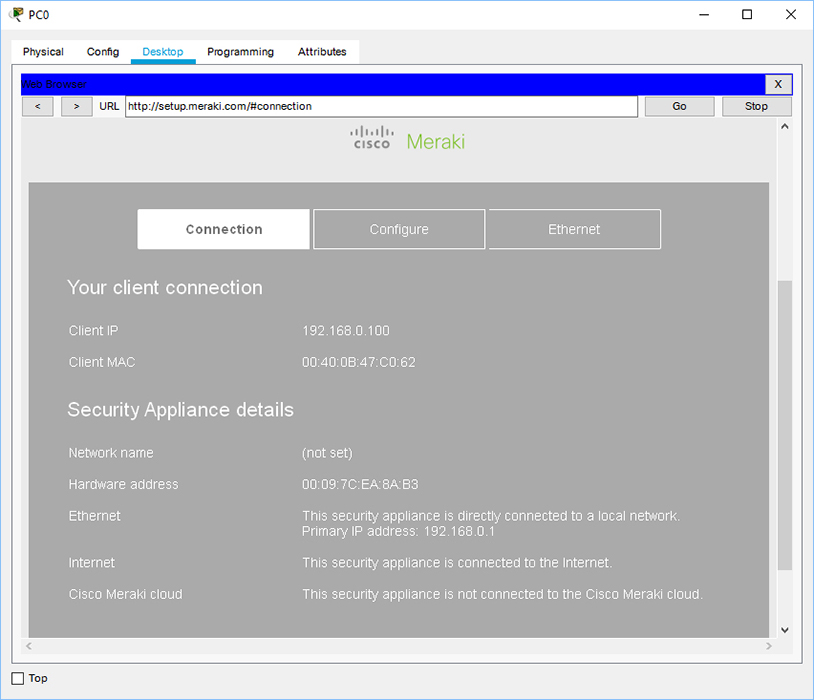 PC0
Physical Config Desktop Programming Attributes
Web Browser
X
< > URL http://setup.meraki.com/#connection Go Stop
cisco Meraki
Connection Configure Ethernet
Your client connection
Client IP 192.168.0.100
Client MAC 00:40:0B:47:C0:62
Security Appliance details
Network name (not set)
Hardware address 00:09:7C:EA:8A:B3
Ethernet This security appliance is directly connected to a local network.
Primary IP address: 192.168.0.1
Internet This security appliance is connected to the Internet.
Cisco Meraki cloud This security appliance is not connected to the Cisco Meraki cloud.
Top